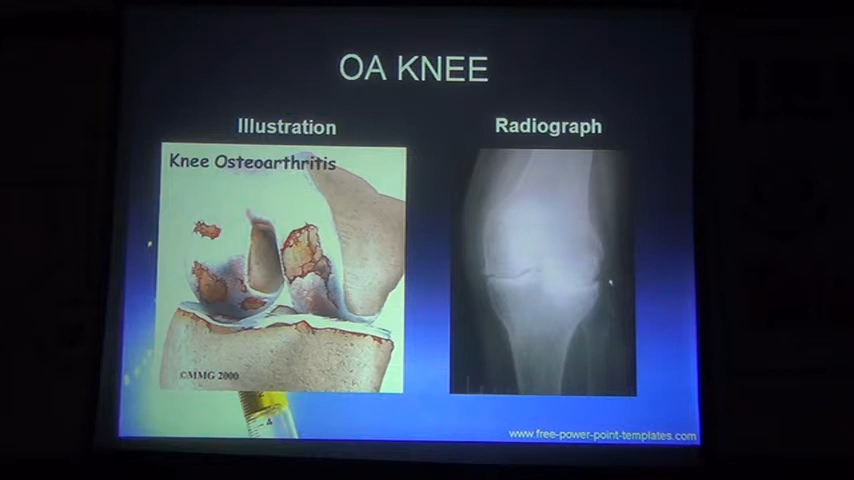 OA KNEE
Illustration
Radiograph
Knee Osteoarthritis
©MMG 2000
www.free-power-point-templates.com